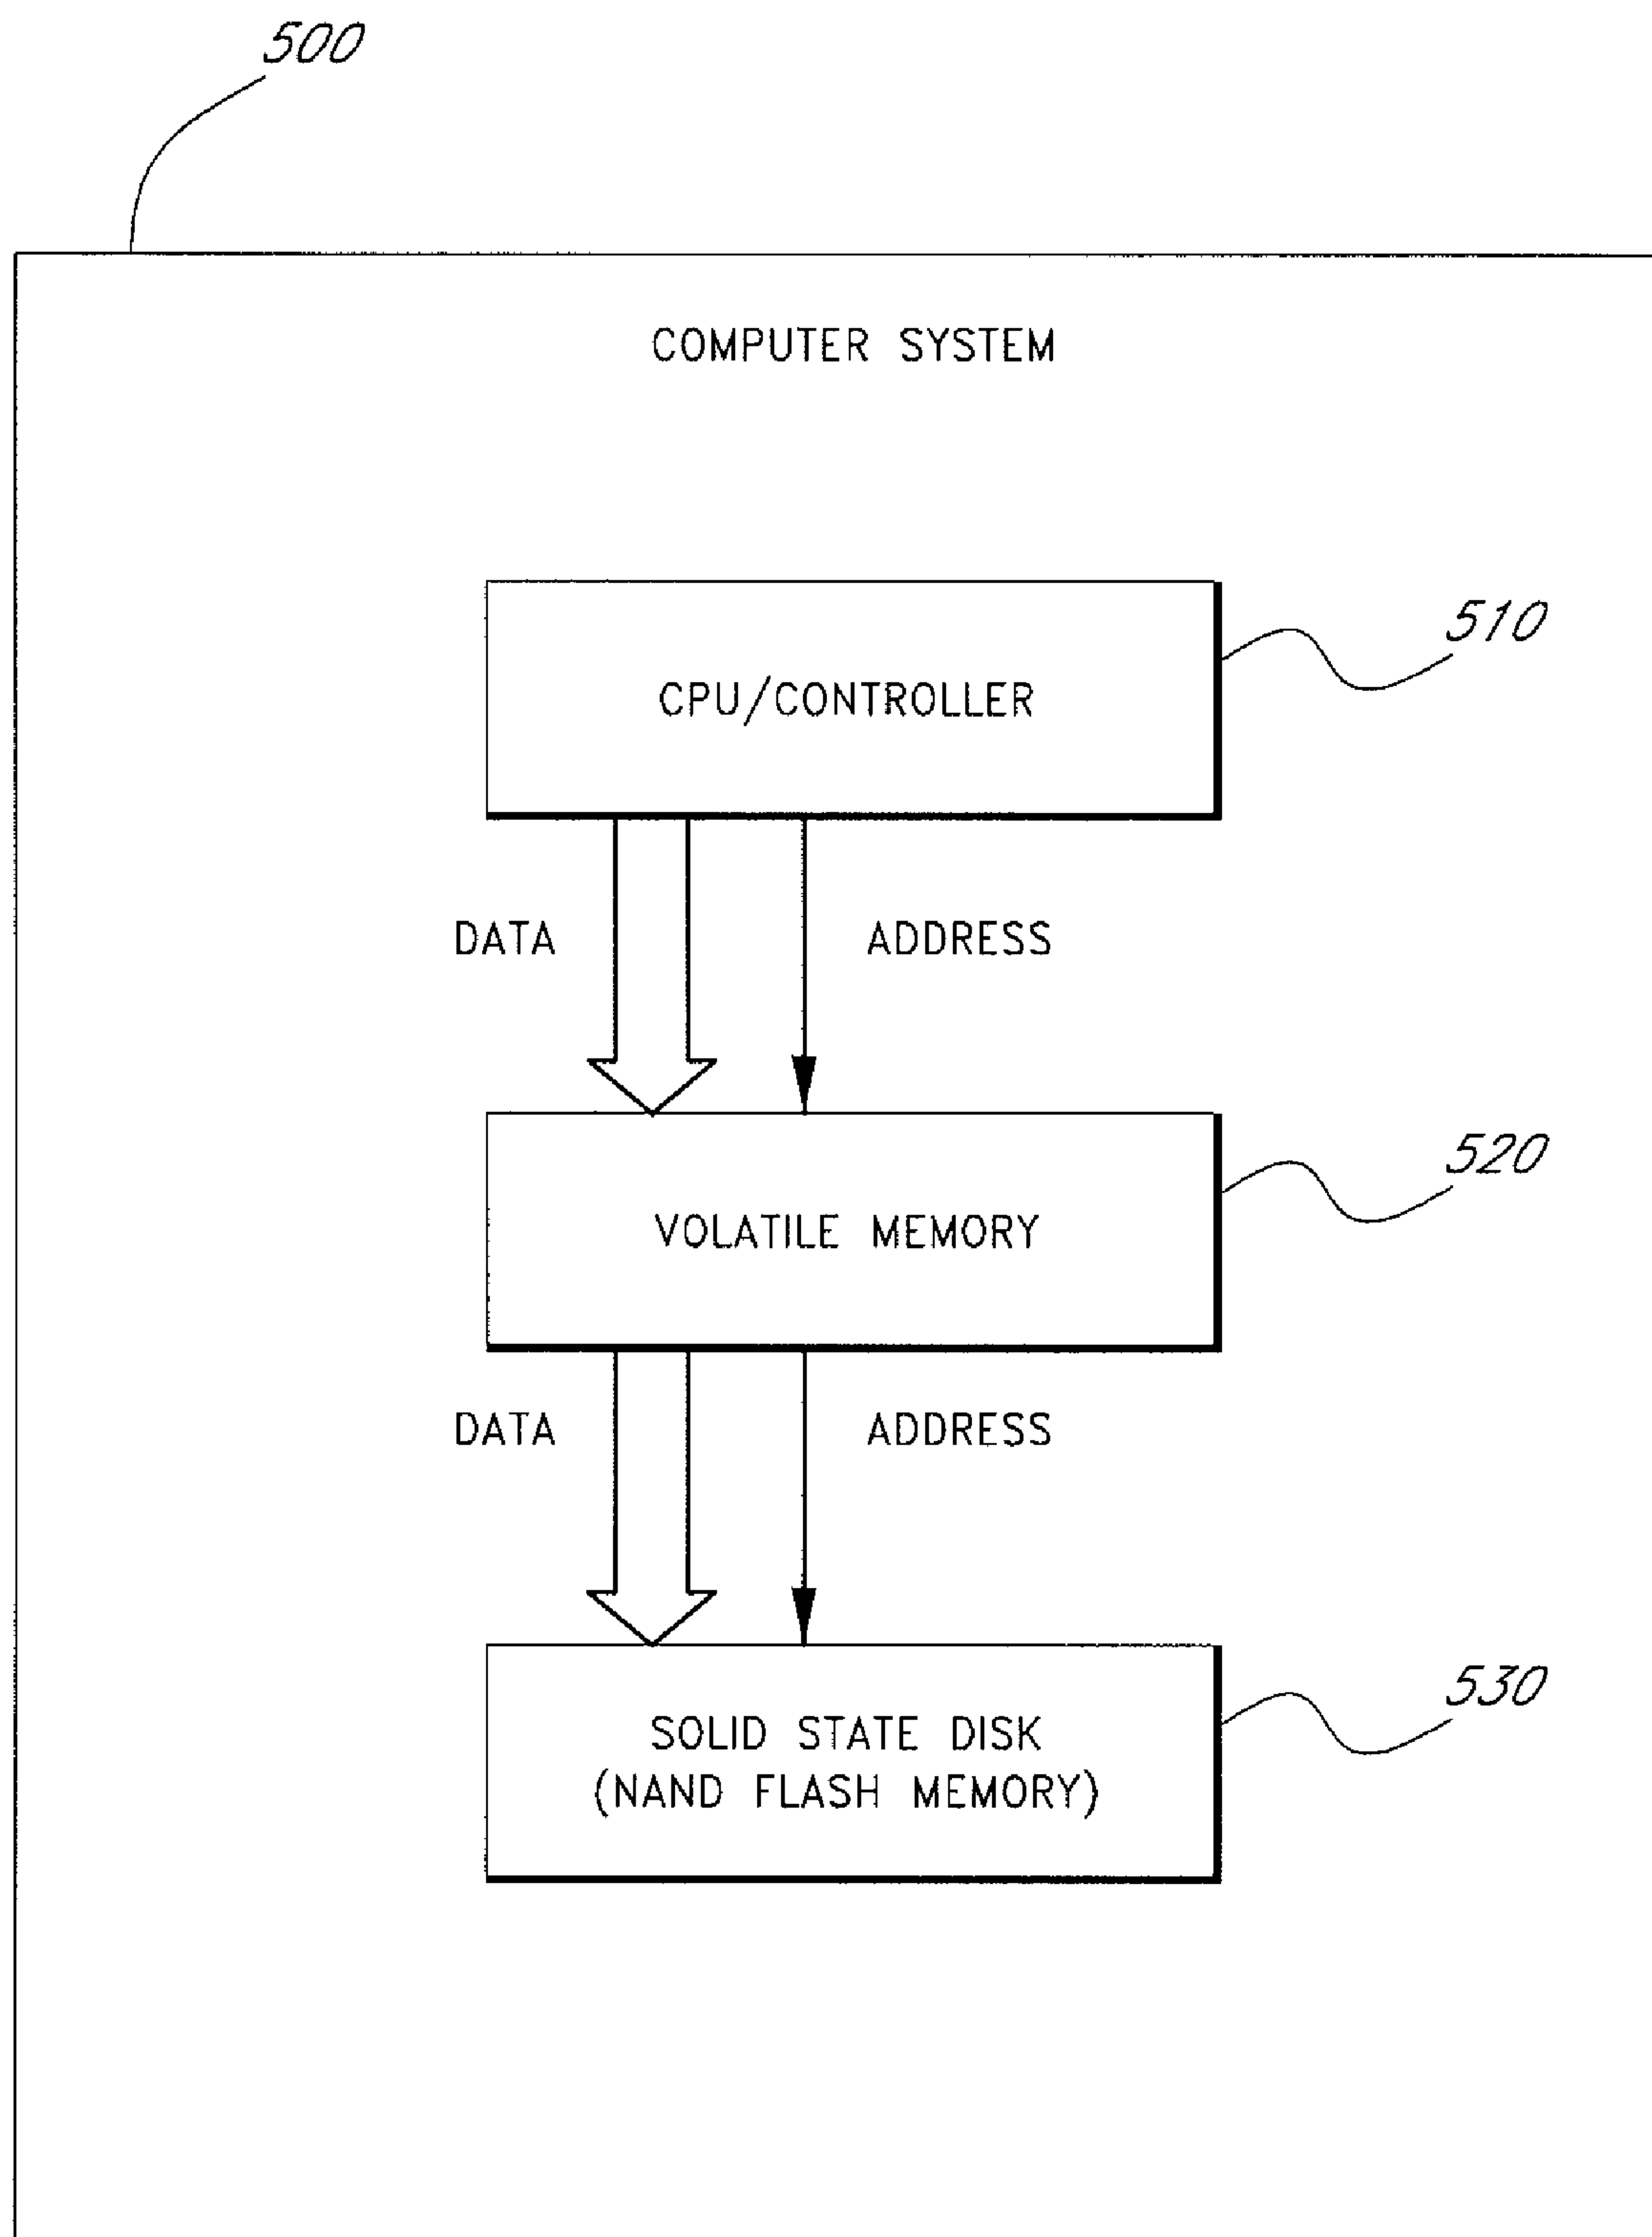 500
COMPUTER SYSTEM
CPU/CONTROLLER
510
DATA
ADDRESS
VOLATILE MEMORY
520
DATA
ADDRESS
SOLID STATE DISK
(NAND FLASH MEMORY)
530